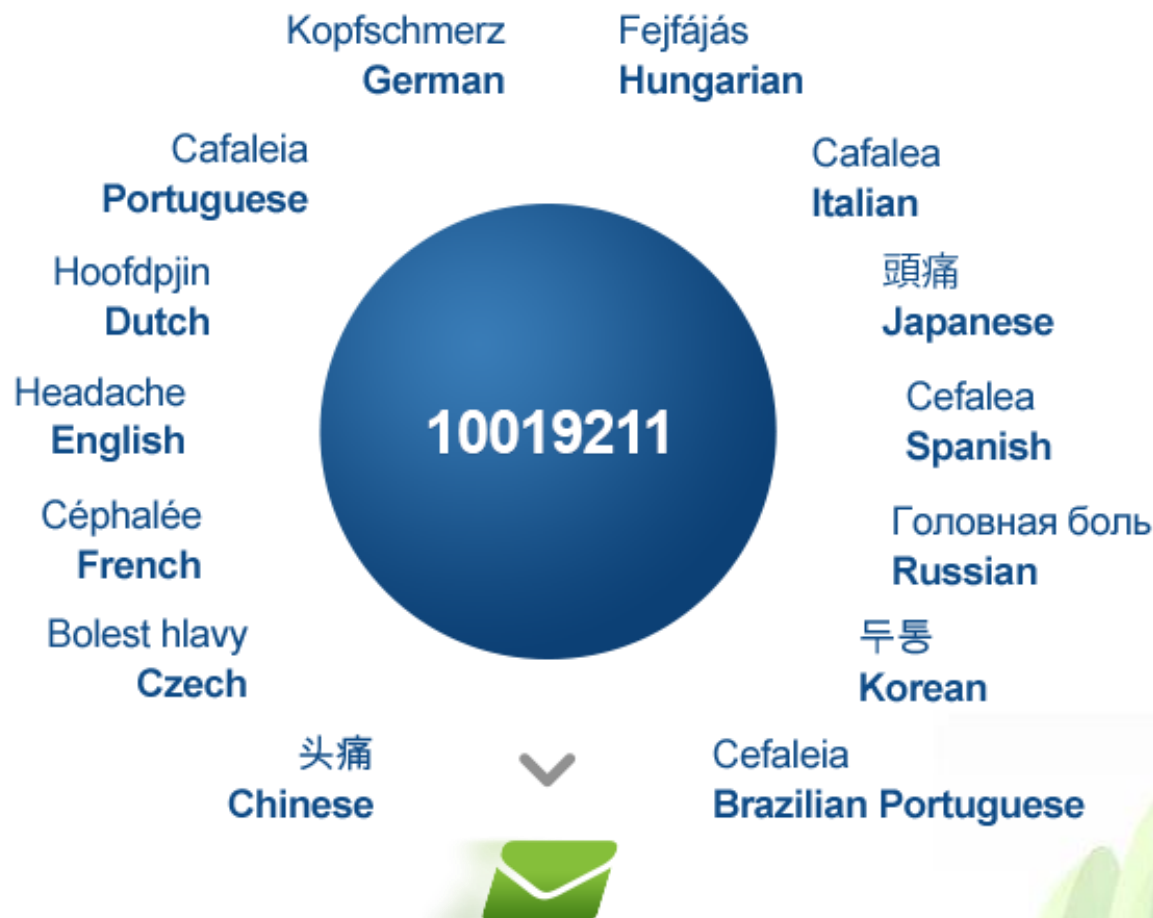 Kopfschmerz
German
Fejfájás
Hungarian
Cafaleia
Portuguese
Cafalea
Italian
Hoofdpjin
Dutch
頭痛
Japanese
Headache
English
10019211
Cefalea
Spanish
Céphalée
French
Головная боль
Russian
Bolest hlavy
Czech
두통
Korean
头痛
Chinese
Cefaleia
Brazilian Portuguese